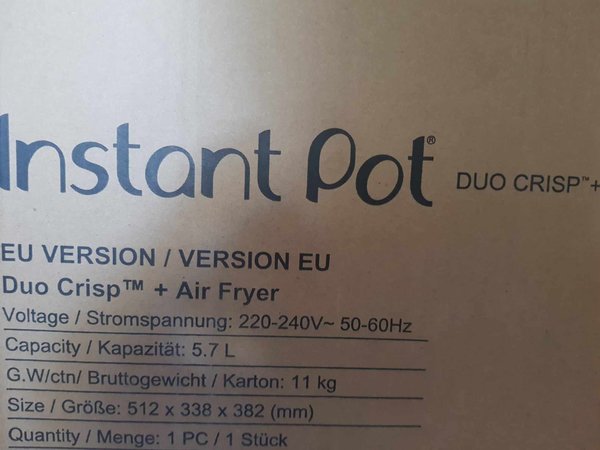 Instant Pot® DUO CRISP™+
EU VERSION / VERSION EU
Duo Crisp™ + Air Fryer
Voltage / Stromspannung: 220-240V~ 50-60Hz
Capacity / Kapazität: 5.7 L
G.W/ctn/ Bruttogewicht / Karton: 11 kg
Size / Größe: 512 x 338 x 382 (mm)
Quantity / Menge: 1 PC / 1 Stück